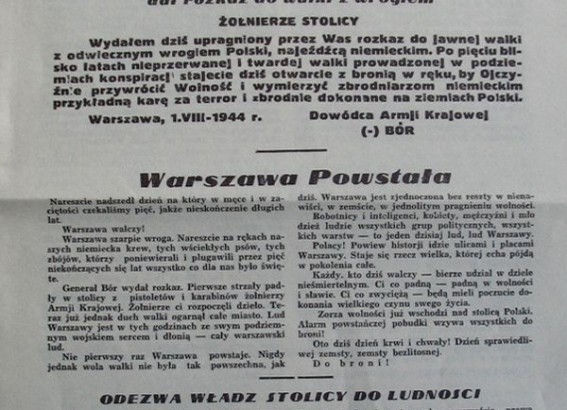 dał rozkaz do walki z wrogiem
ŻOŁNIERZE STOLICY
Wydałem dziś upragniony przez Was rozkaz do jawnej walki
z odwiecznym wrogiem Polski, najeźdźcą niemieckim. Po pięciu bli-
sko latach nieprzerwanej i twardej walki prowadzonej w podzie-
miach konspiracji stajecie dziś otwarcie z bronią w ręku, by Ojczy-
źnie przywrócić Wolność i wymierzyć zbrodniarzom niemieckim
przykładną karę za terror i zbrodnie dokonane na ziemiach Polski.
Warszawa, 1.VIII-1944 r. Dowódca Armji Krajowej
(-) BÓR
Warszawa Powstała
Nareszcie nadszedł dzień na który w męce i w za-
ciętości czekaliśmy pięć, jakże nieskończenie długich
lat.
Warszawa walczy!
Warszawa szarpie wroga. Nareszcie na rękach na-
szych niemiecka krew, tych wściekłych psów, tych
zbójów, którzy poniewierali i plugawili przez pięć
niekończących się lat wszystko co dla nas było świę-
te.
Generał Bór wydał rozkaz. Pierwsze strzały pad-
ły w stolicy z pistoletów i karabinów żołnierzy
Armji Krajowej. Żołnierze ci rozpoczęli dzieło. Te-
raz już jednak duch walki ogarnął całe miasto. Lud
Warszawy jest w tych godzinach ze swym podziem-
nym wojskiem sercem i dłonią — cały warszawski
lud.
Nie pierwszy raz Warszawa powstaje. Nigdy
jednak wola walki nie była tak powszechna, jak
dziś. Warszawa jest zjednoczona bez reszty w niena-
wiści, w zemście, w jednolitym pragnieniu wolności.
Robotnicy i inteligenci, kobiety, mężczyźni i mło
dzież ludzie wszystkich grup politycznych, wszyst-
kich warstw — to jeden dzisiaj lud, lud Warszawy.
Polacy! Powiew historji idzie ulicami i placami
Warszawy. Staje się rzecz wielka, której echa pójdą
w pokolenia całe.
Każdy, kto dziś walczy — bierze udział w dziele
nieśmiertelnym. Ci co padną — padną w wolności
i sławie. Ci co zwyciężą — będą mieli poczucie do-
konania wielkiego czynu swego życia.
Zorza wolności już wschodzi nad stolicą Polski.
Alarm powstańczej pobudki wzywa wszystkich do
broni!
Oto dziś dzień krwi i chwały! Dzień sprawiedli-
wej zemsty, zemsty bezlitosnej.
Do broni!
ODEZWA WŁADZ STOLICY DO LUDNOŚCI